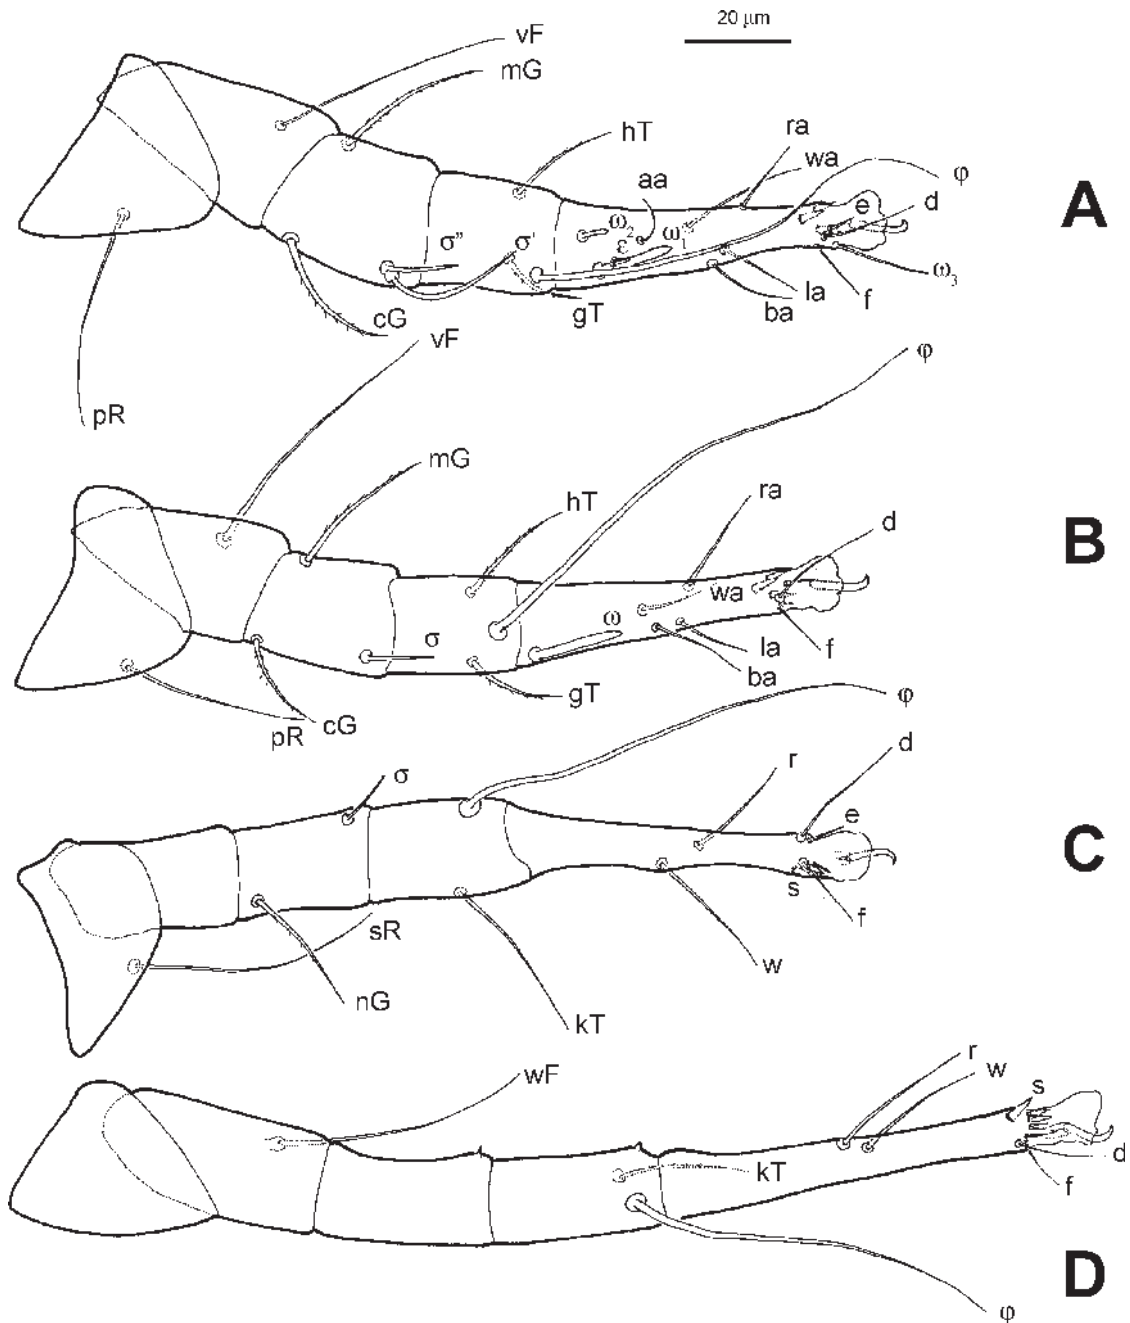 20 µm
vF
mG
hT
ra
wa
aa
φ
A
ω₂
ω
e
d
ε
σ"
σ'
ω₃
f
la
ba
gT
cG
pR
vF
φ
mG
hT
ra
d
B
wa
ω
σ
f
la
ba
gT
cG
pR
φ
σ
r
d
e
C
s
f
sR
w
nG
kT
r
w
s
wF
kT
d
f
D
φ